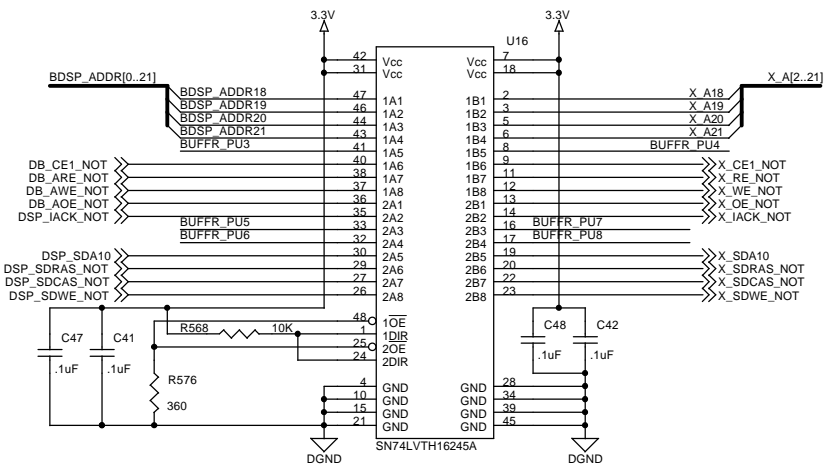 3.3V 3.3V
U16
42 Vcc Vcc 7
31 Vcc Vcc 18
BDSP_ADDR[0..21] X_A[2..21]
BDSP_ADDR18 47 1A1 1B1 2 X_A18
BDSP_ADDR19 46 1A2 1B2 3 X_A19
BDSP_ADDR20 44 1A3 1B3 5 X_A20
BDSP_ADDR21 43 1A4 1B4 6 X_A21
BUFFR_PU3 41 1A5 1B5 8 BUFFR_PU4
DB_CE1_NOT 40 1A6 1B6 9 X_CE1_NOT
DB_ARE_NOT 38 1A7 1B7 11 X_RE_NOT
DB_AWE_NOT 37 1A8 1B8 12 X_WE_NOT
DB_AOE_NOT 36 2A1 2B1 13 X_OE_NOT
DSP_IACK_NOT 35 2A2 2B2 14 X_IACK_NOT
BUFFR_PU5 33 2A3 2B3 16 BUFFR_PU7
BUFFR_PU6 32 2A4 2B4 17 BUFFR_PU8
DSP_SDA10 30 2A5 2B5 19 X_SDA10
DSP_SDRAS_NOT 29 2A6 2B6 20 X_SDRAS_NOT
DSP_SDCAS_NOT 27 2A7 2B7 22 X_SDCAS_NOT
DSP_SDWE_NOT 26 2A8 2B8 23 X_SDWE_NOT
48 1OE
R568 10K 1 1DIR
25 2OE
24 2DIR
C47 C41 C48 C42
.1uF .1uF .1uF .1uF
R576
360
4 GND GND 28
10 GND GND 34
15 GND GND 39
21 GND GND 45
SN74LVTH16245A
DGND DGND